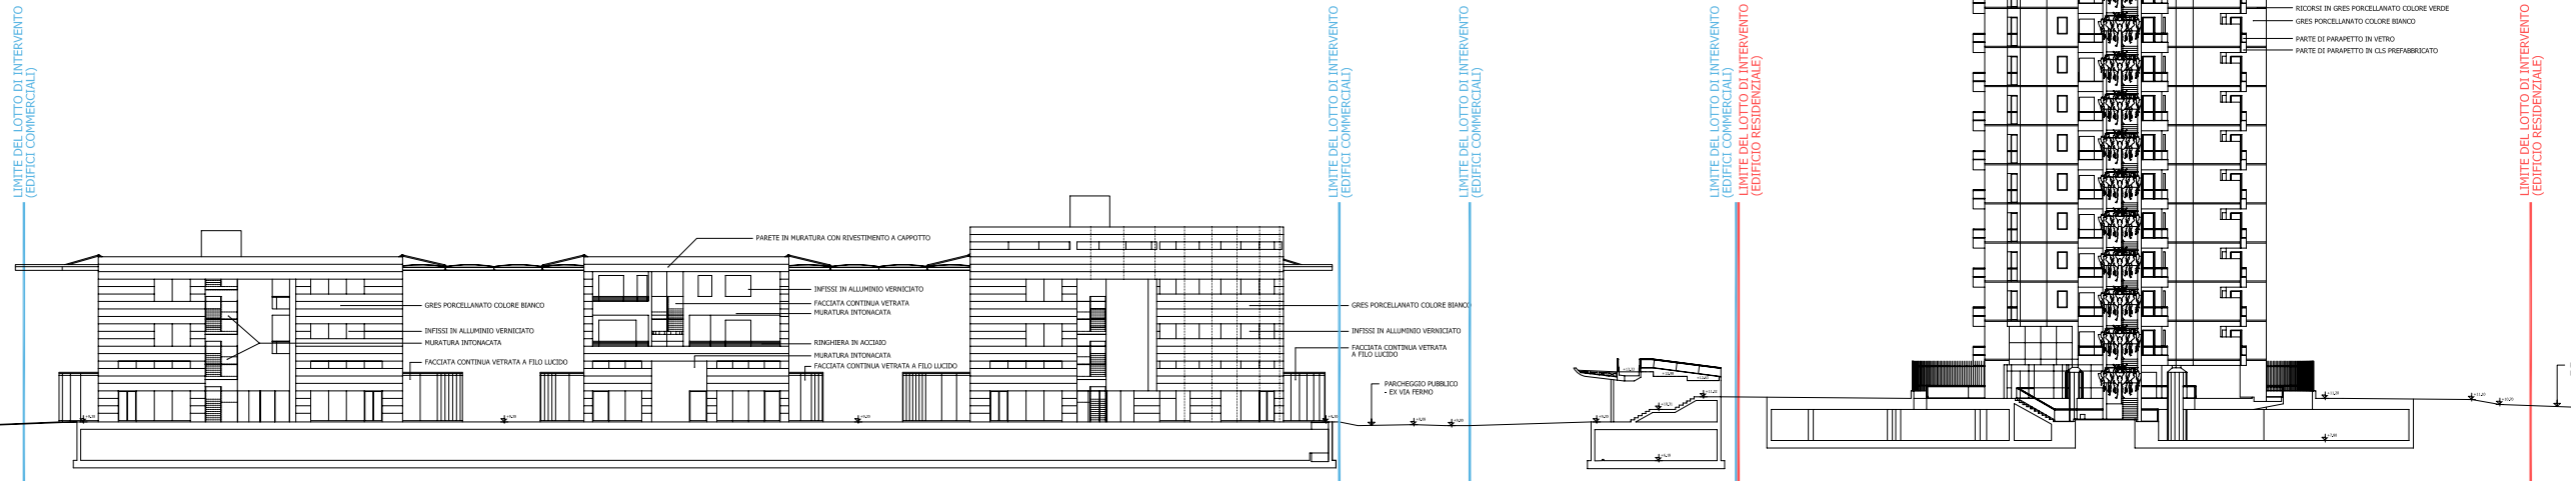 LIMITE DEL LOTTO DI INTERVENTO
(EDIFICI COMMERCIALI)
PARETE IN MURATURA CON RIVESTIMENTO A CAPPOTTO
GRES PORCELLANATO COLORE BIANCO
INFISSI IN ALLUMINIO VERNICIATO
MURATURA INTONACATA
FACCIATA CONTINUA VETRATA A FILO LUCIDO
INFISSI IN ALLUMINIO VERNICIATO
FACCIATA CONTINUA VETRATA
MURATURA INTONACATA
RINGHIERA IN ACCIAIO
MURATURA INTONACATA
FACCIATA CONTINUA VETRATA A FILO LUCIDO
LIMITE DEL LOTTO DI INTERVENTO
(EDIFICI COMMERCIALI)
GRES PORCELLANATO COLORE BIANCO
INFISSI IN ALLUMINIO VERNICIATO
FACCIATA CONTINUA VETRATA
A FILO LUCIDO
PARCHEGGIO PUBBLICO
- EX VIA FERMO
LIMITE DEL LOTTO DI INTERVENTO
(EDIFICI COMMERCIALI)
LIMITE DEL LOTTO DI INTERVENTO
(EDIFICI COMMERCIALI)
LIMITE DEL LOTTO DI INTERVENTO
(EDIFICIO RESIDENZIALE)
RICORSI IN GRES PORCELLANATO COLORE VERDE
GRES PORCELLANATO COLORE BIANCO
PARTE DI PARAPETTO IN VETRO
PARTE DI PARAPETTO IN CLS PREFABBRICATO
LIMITE DEL LOTTO DI INTERVENTO
(EDIFICIO RESIDENZIALE)